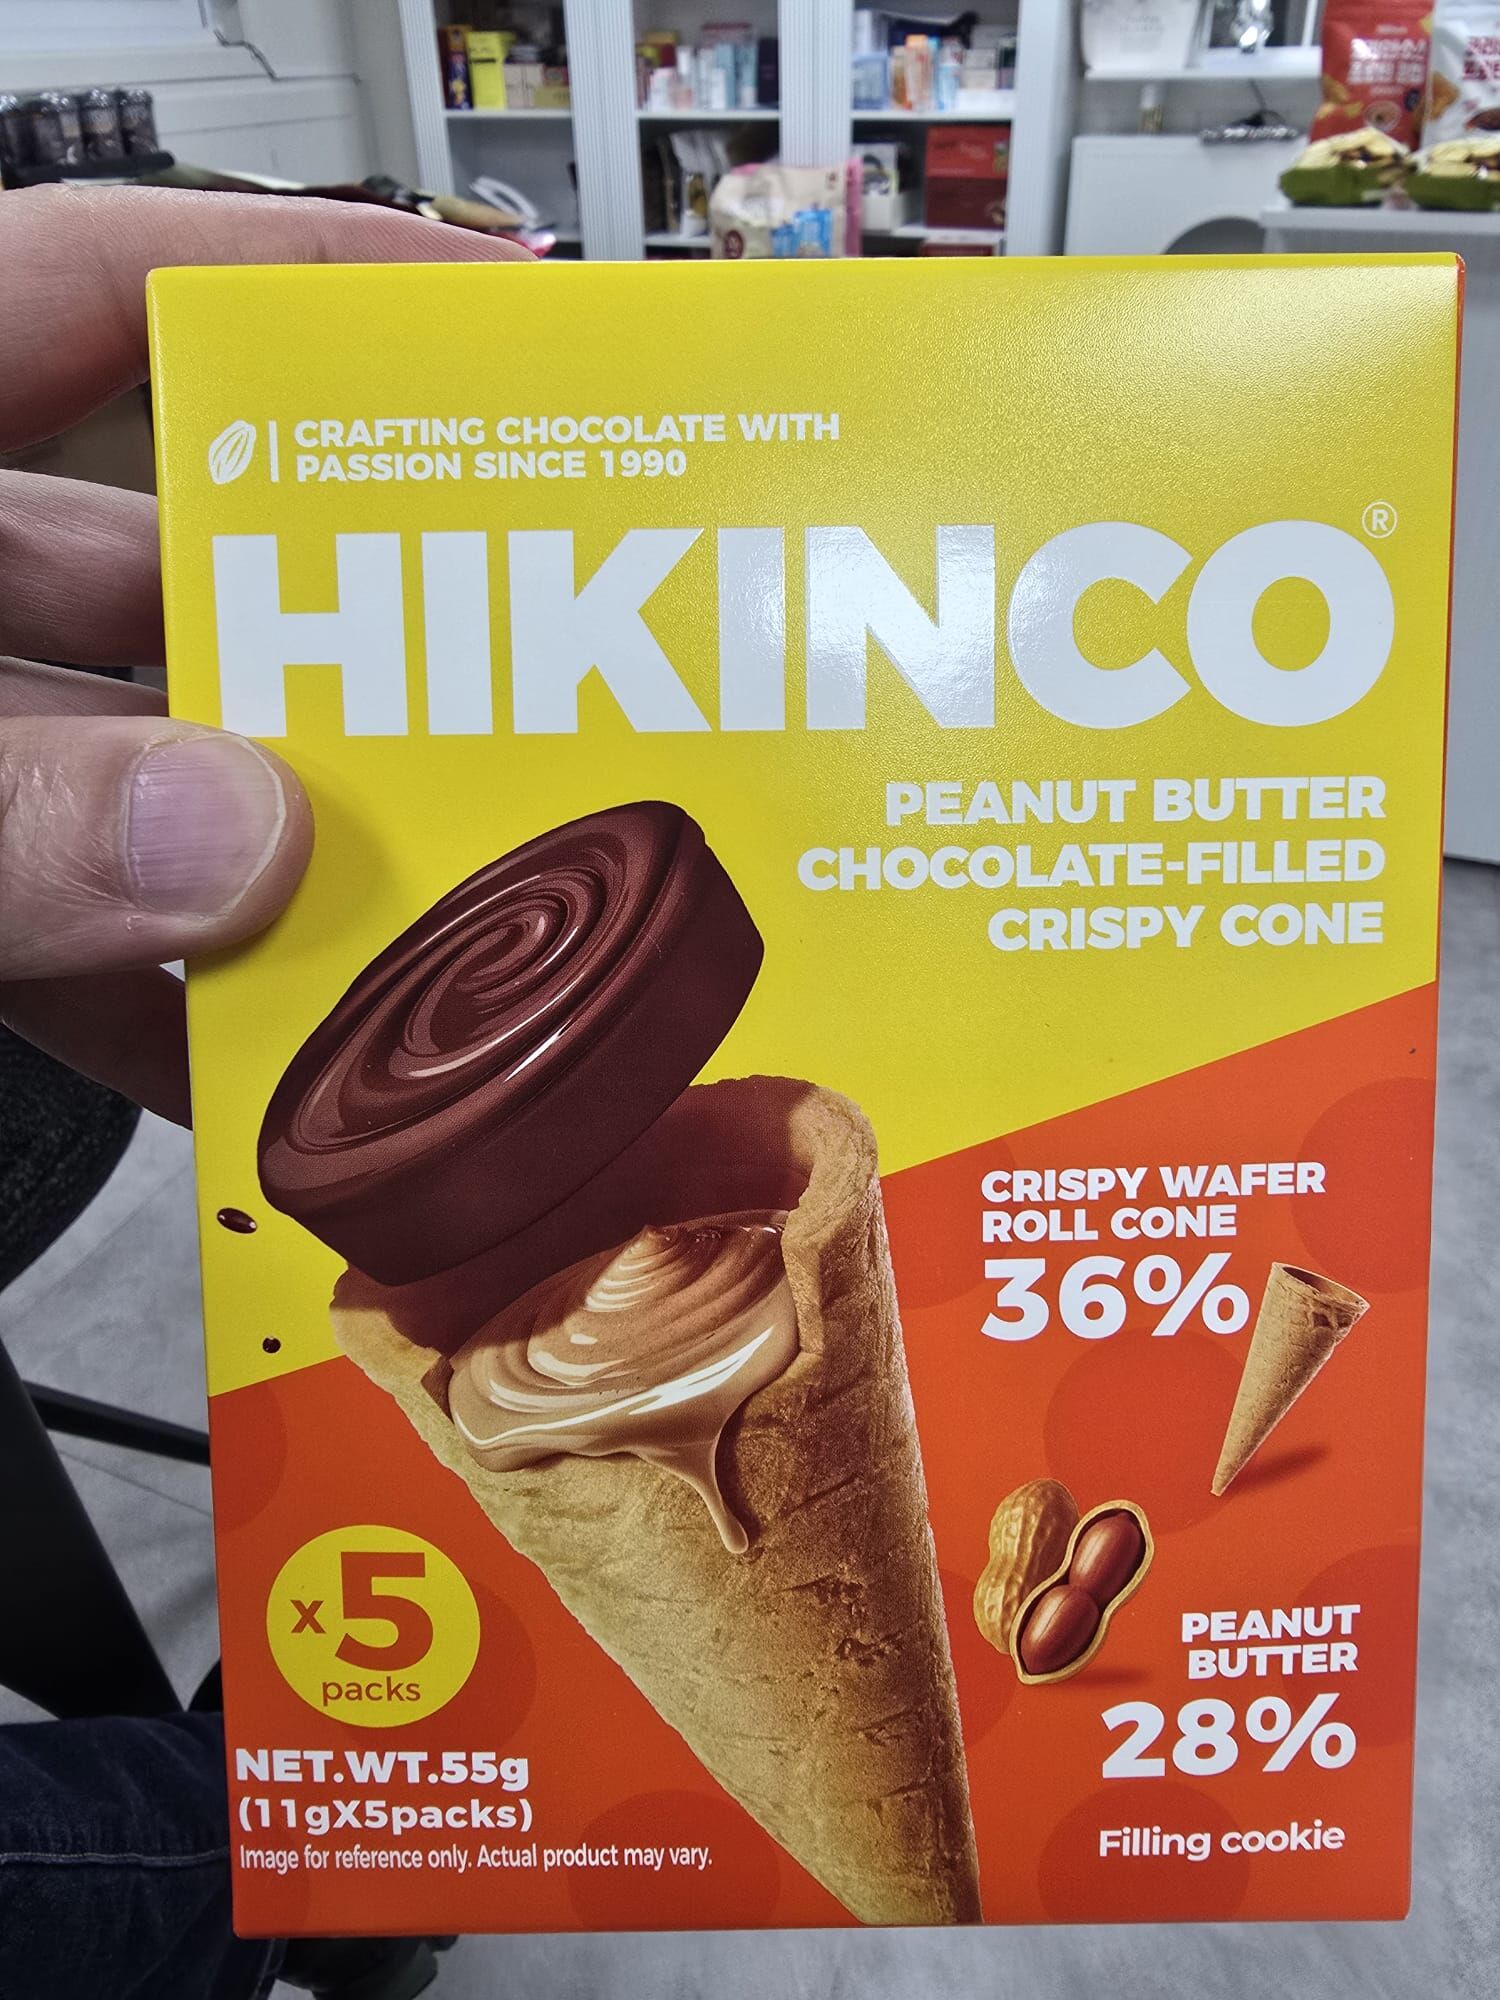 CRAFTING CHOCOLATE WITH
PASSION SINCE 1990
HIKINCO®
PEANUT BUTTER
CHOCOLATE-FILLED
CRISPY CONE
CRISPY WAFER
ROLL CONE
36%
x5
packs
PEANUT
BUTTER
28%
NET.WT.55g
(11gX5packs)
Filling cookie
Image for reference only. Actual product may vary.